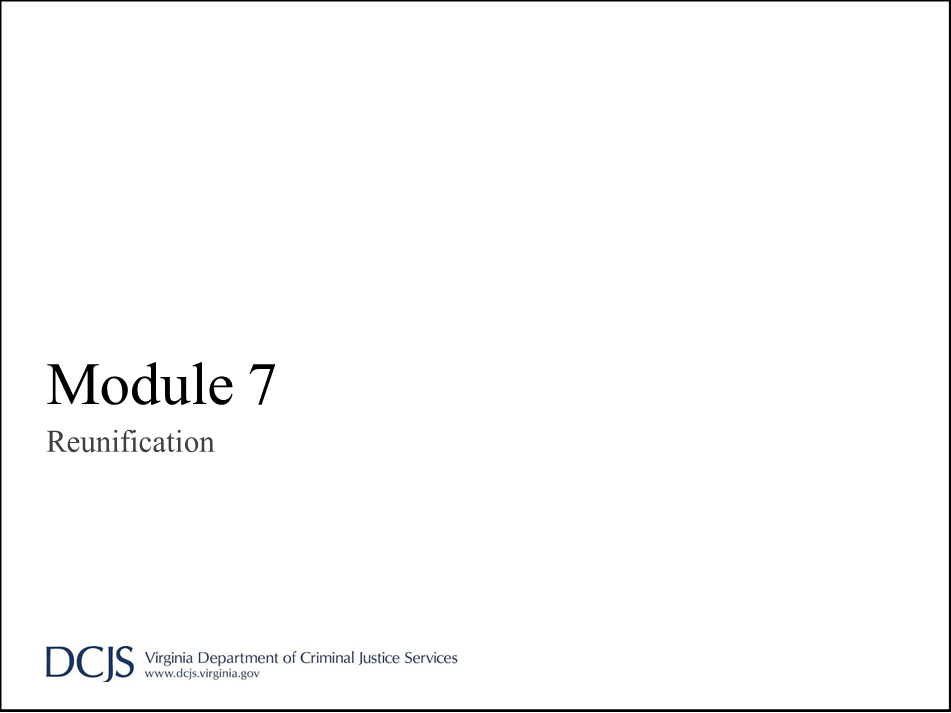 Module 7
Reunification
DCJS Virginia Department of Criminal Justice Services
www.dcjs.virginia.gov